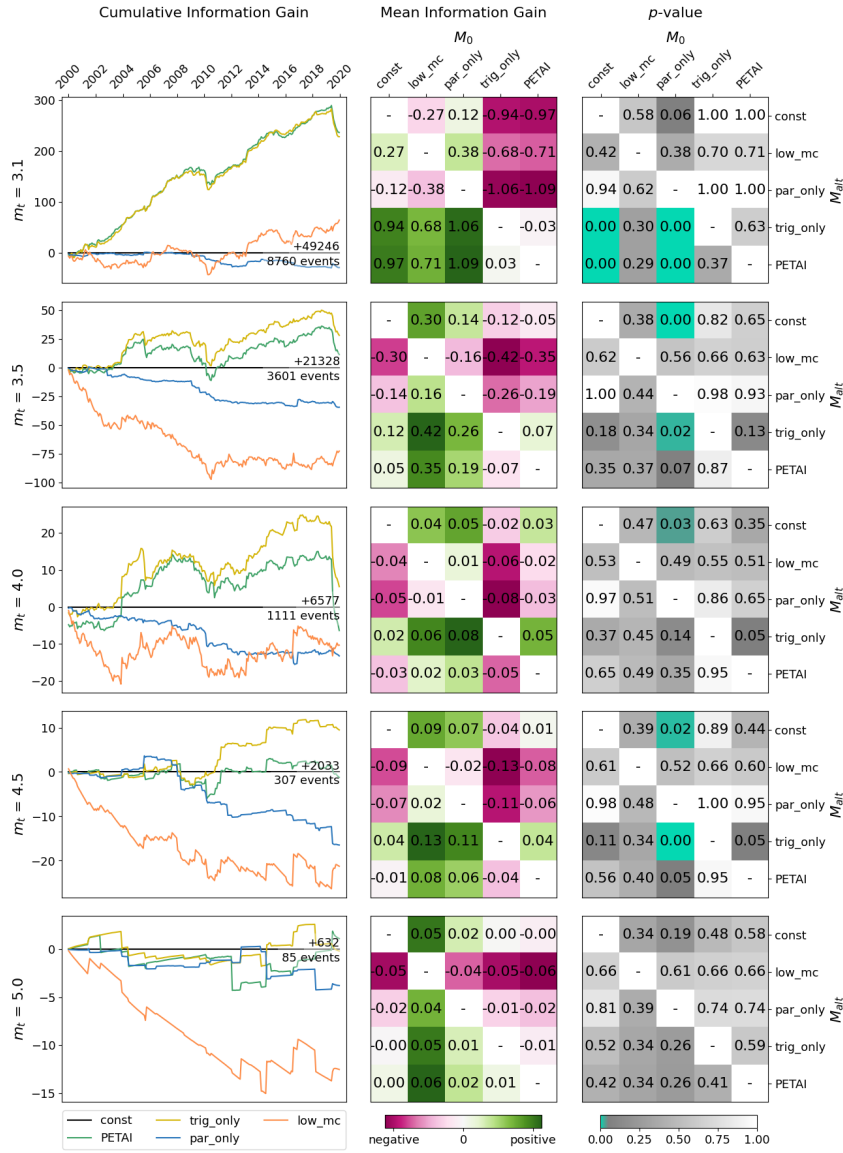 Cumulative Information Gain
Mean Information Gain
p-value
M0
M0
2000 2002 2004 2006 2008 2010 2012 2014 2016 2018 2020
const low_mc par_only trig_only PETAI
const low_mc par_only trig_only PETAI
mt = 3.1
300
200
100
0
+49246
8760 events
- -0.27 0.12 -0.94 -0.97
0.27 - 0.38 -0.68 -0.71
-0.12 -0.38 - -1.06 -1.09
0.94 0.68 1.06 - -0.03
0.97 0.71 1.09 0.03 -
- 0.58 0.06 1.00 1.00 const
0.42 - 0.38 0.70 0.71 low_mc
0.94 0.62 - 1.00 1.00 par_only
0.00 0.30 0.00 - 0.63 trig_only
0.00 0.29 0.00 0.37 - PETAI
Malt
mt = 3.5
50
25
0
−25
−50
−75
−100
+21328
3601 events
- 0.30 0.14 -0.12 -0.05
-0.30 - -0.16 -0.42 -0.35
-0.14 0.16 - -0.26 -0.19
0.12 0.42 0.26 - 0.07
0.05 0.35 0.19 -0.07 -
- 0.38 0.00 0.82 0.65 const
0.62 - 0.56 0.66 0.63 low_mc
1.00 0.44 - 0.98 0.93 par_only
0.18 0.34 0.02 - 0.13 trig_only
0.35 0.37 0.07 0.87 - PETAI
Malt
mt = 4.0
20
10
0
−10
−20
+6577
1111 events
- 0.04 0.05 -0.02 0.03
-0.04 - 0.01 -0.06 -0.02
-0.05 -0.01 - -0.08 -0.03
0.02 0.06 0.08 - 0.05
-0.03 0.02 0.03 -0.05 -
- 0.47 0.03 0.63 0.35 const
0.53 - 0.49 0.55 0.51 low_mc
0.97 0.51 - 0.86 0.65 par_only
0.37 0.45 0.14 - 0.05 trig_only
0.65 0.49 0.35 0.95 - PETAI
Malt
mt = 4.5
10
0
−10
−20
+2033
307 events
- 0.09 0.07 -0.04 0.01
-0.09 - -0.02 -0.13 -0.08
-0.07 0.02 - -0.11 -0.06
0.04 0.13 0.11 - 0.04
-0.01 0.08 0.06 -0.04 -
- 0.39 0.02 0.89 0.44 const
0.61 - 0.52 0.66 0.60 low_mc
0.98 0.48 - 1.00 0.95 par_only
0.11 0.34 0.00 - 0.05 trig_only
0.56 0.40 0.05 0.95 - PETAI
Malt
mt = 5.0
0
−5
−10
−15
+632
85 events
- 0.05 0.02 0.00 -0.00
-0.05 - -0.04 -0.05 -0.06
-0.02 0.04 - -0.01 -0.02
-0.00 0.05 0.01 - -0.01
0.00 0.06 0.02 0.01 -
- 0.34 0.19 0.48 0.58 const
0.66 - 0.61 0.66 0.66 low_mc
0.81 0.39 - 0.74 0.74 par_only
0.52 0.34 0.26 - 0.59 trig_only
0.42 0.34 0.26 0.41 - PETAI
Malt
const trig_only low_mc
PETAI par_only
negative 0 positive
0.00 0.25 0.50 0.75 1.00